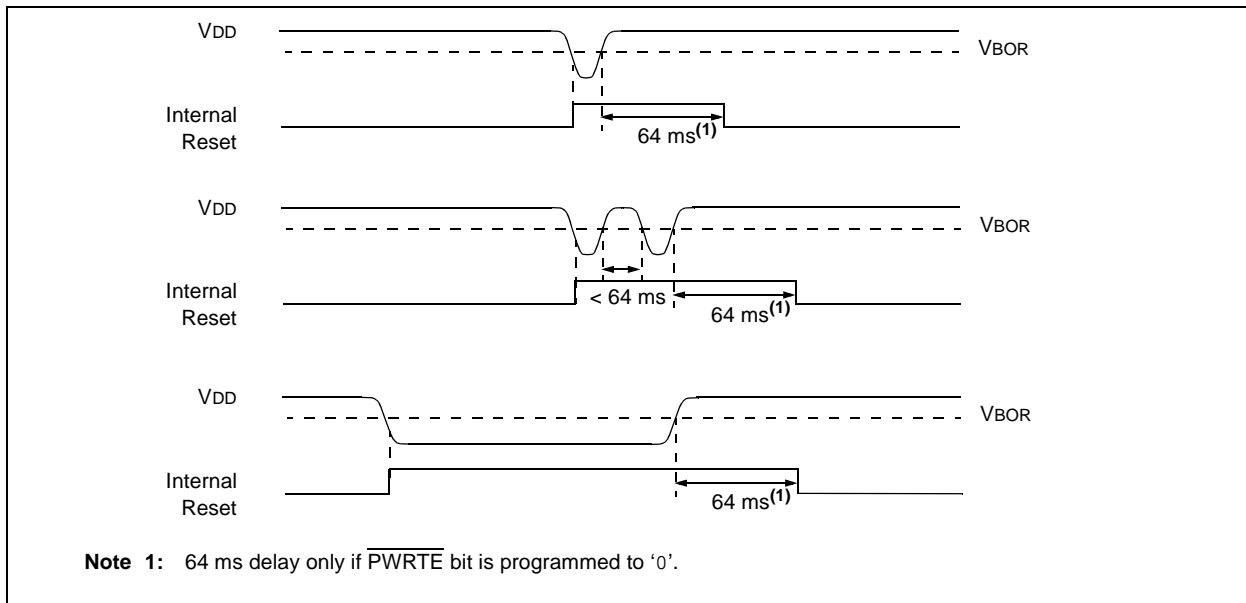 VDD
VBOR
Internal
Reset
64 ms(1)
VDD
VBOR
Internal
Reset
< 64 ms
64 ms(1)
VDD
VBOR
Internal
Reset
64 ms(1)
Note 1: 64 ms delay only if PWRTE bit is programmed to ‘0’.